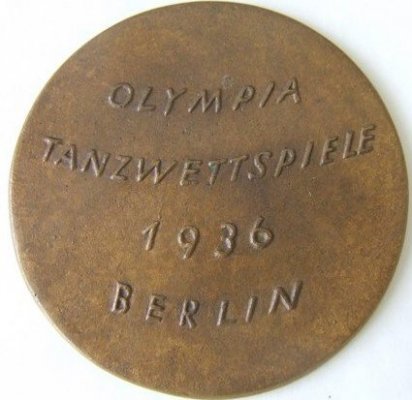 OLYMPIA
TANZWETTSPIELE
1936
BERLIN